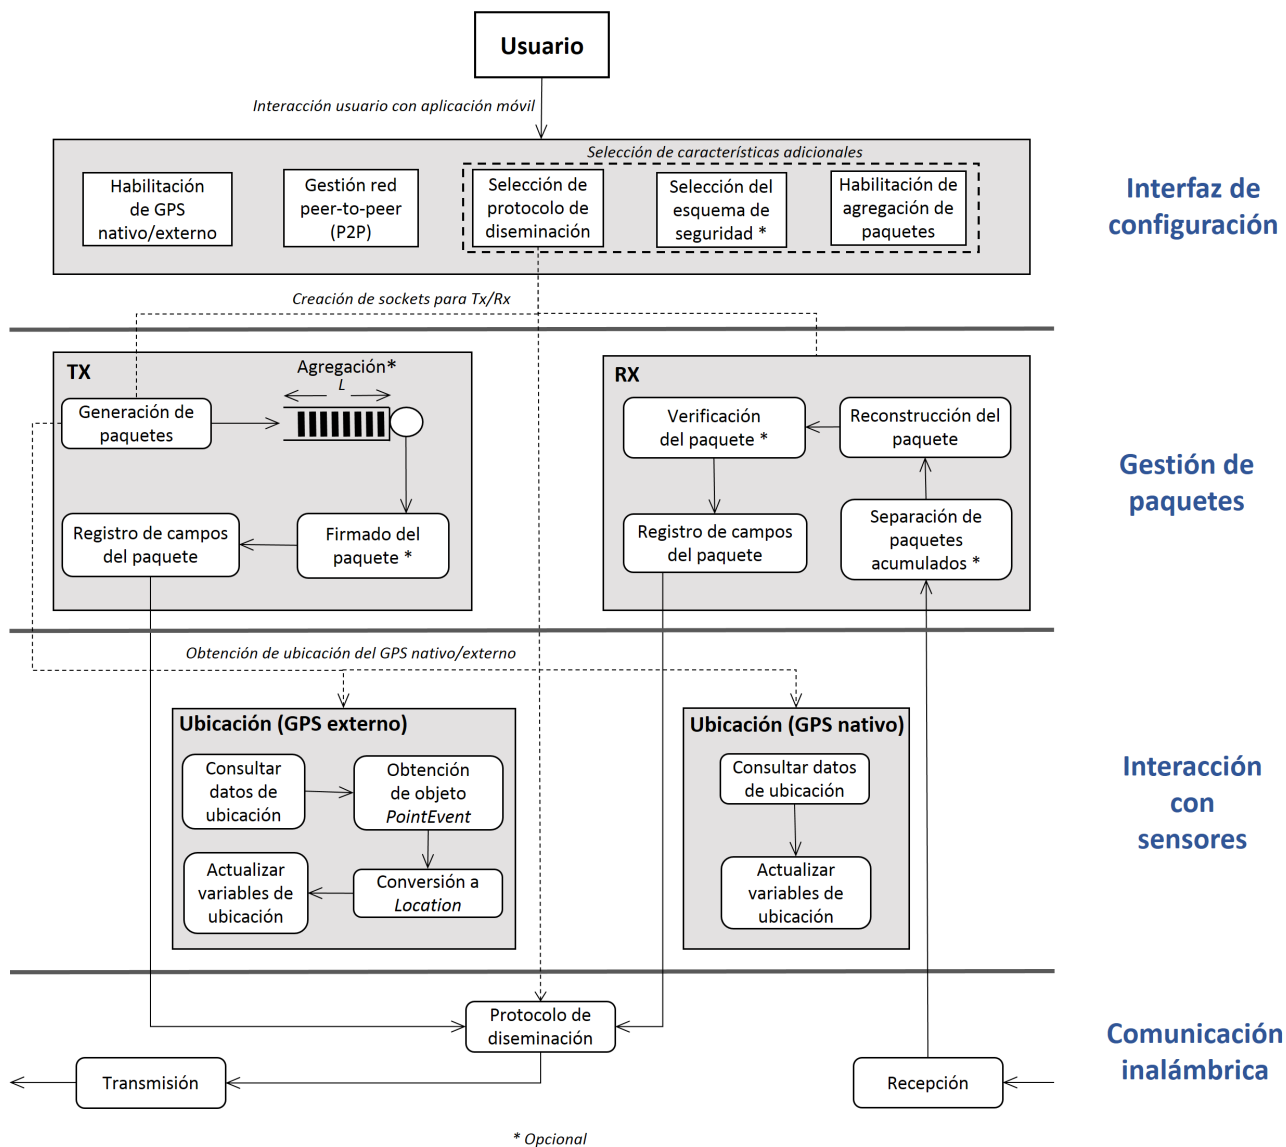 Usuario
Interacción usuario con aplicación móvil
Selección de características adicionales
Habilitación
de GPS
nativo/externo
Gestión red
peer-to-peer
(P2P)
Selección de
protocolo de
diseminación
Selección del
esquema de
seguridad *
Habilitación de
agregación de
paquetes
Interfaz de
configuración
Creación de sockets para Tx/Rx
TX
Agregación*
L
Generación de
paquetes
Registro de campos
del paquete
Firmado del
paquete *
RX
Verificación
del paquete *
Reconstrucción del
paquete
Registro de campos
del paquete
Separación de
paquetes
acumulados *
Gestión de
paquetes
Obtención de ubicación del GPS nativo/externo
Ubicación (GPS externo)
Consultar
datos de
ubicación
Obtención
de objeto
PointEvent
Actualizar
variables de
ubicación
Conversión a
Location
Ubicación (GPS nativo)
Consultar datos
de ubicación
Actualizar
variables de
ubicación
Interacción
con
sensores
Protocolo de
diseminación
Transmisión
Recepción
Comunicación
inalámbrica
* Opcional